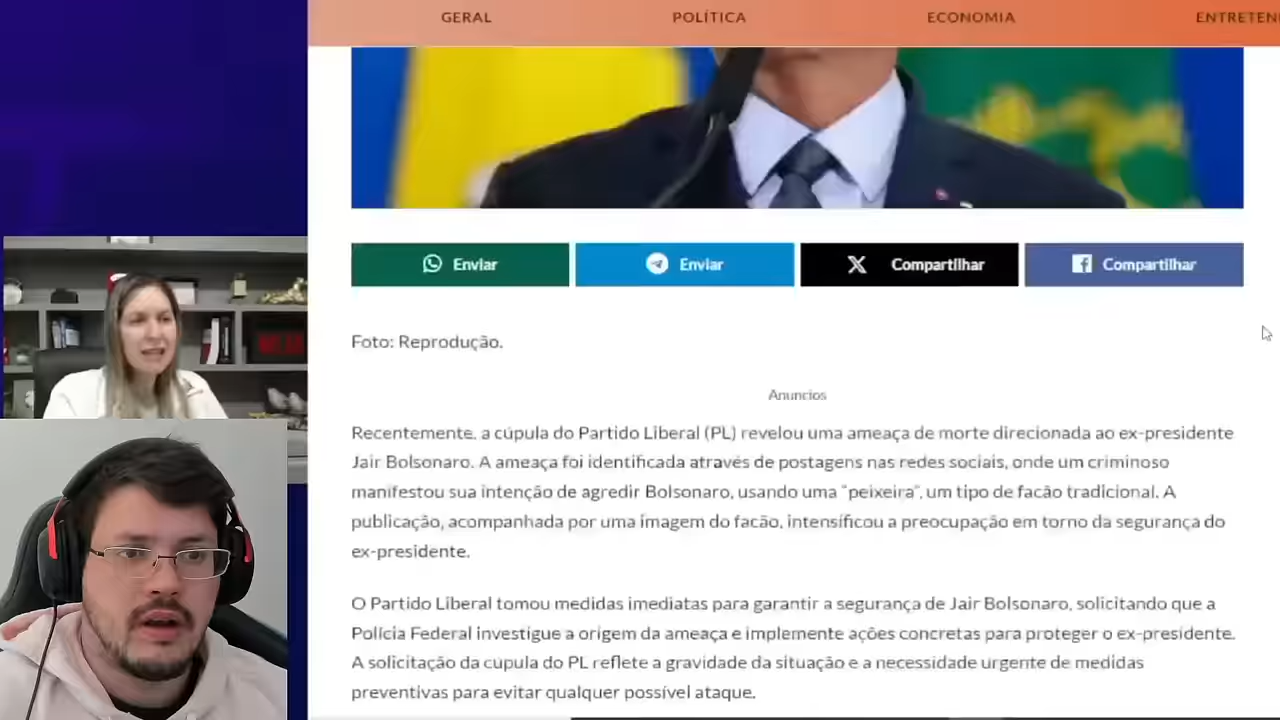 GERAL POLÍTICA ECONOMIA ENTRETEN
Enviar Enviar Compartilhar Compartilhar
Foto: Reprodução.
Anuncios
Recentemente, a cúpula do Partido Liberal (PL) revelou uma ameaça de morte direcionada ao ex-presidente
Jair Bolsonaro. A ameaça foi identificada através de postagens nas redes sociais, onde um criminoso
manifestou sua intenção de agredir Bolsonaro, usando uma "peixeira", um tipo de facão tradicional. A
publicação, acompanhada por uma imagem do facão, intensificou a preocupação em torno da segurança do
ex-presidente.
O Partido Liberal tomou medidas imediatas para garantir a segurança de Jair Bolsonaro, solicitando que a
Polícia Federal investigue a origem da ameaça e implemente ações concretas para proteger o ex-presidente.
A solicitação da cúpula do PL reflete a gravidade da situação e a necessidade urgente de medidas
preventivas para evitar qualquer possível ataque.